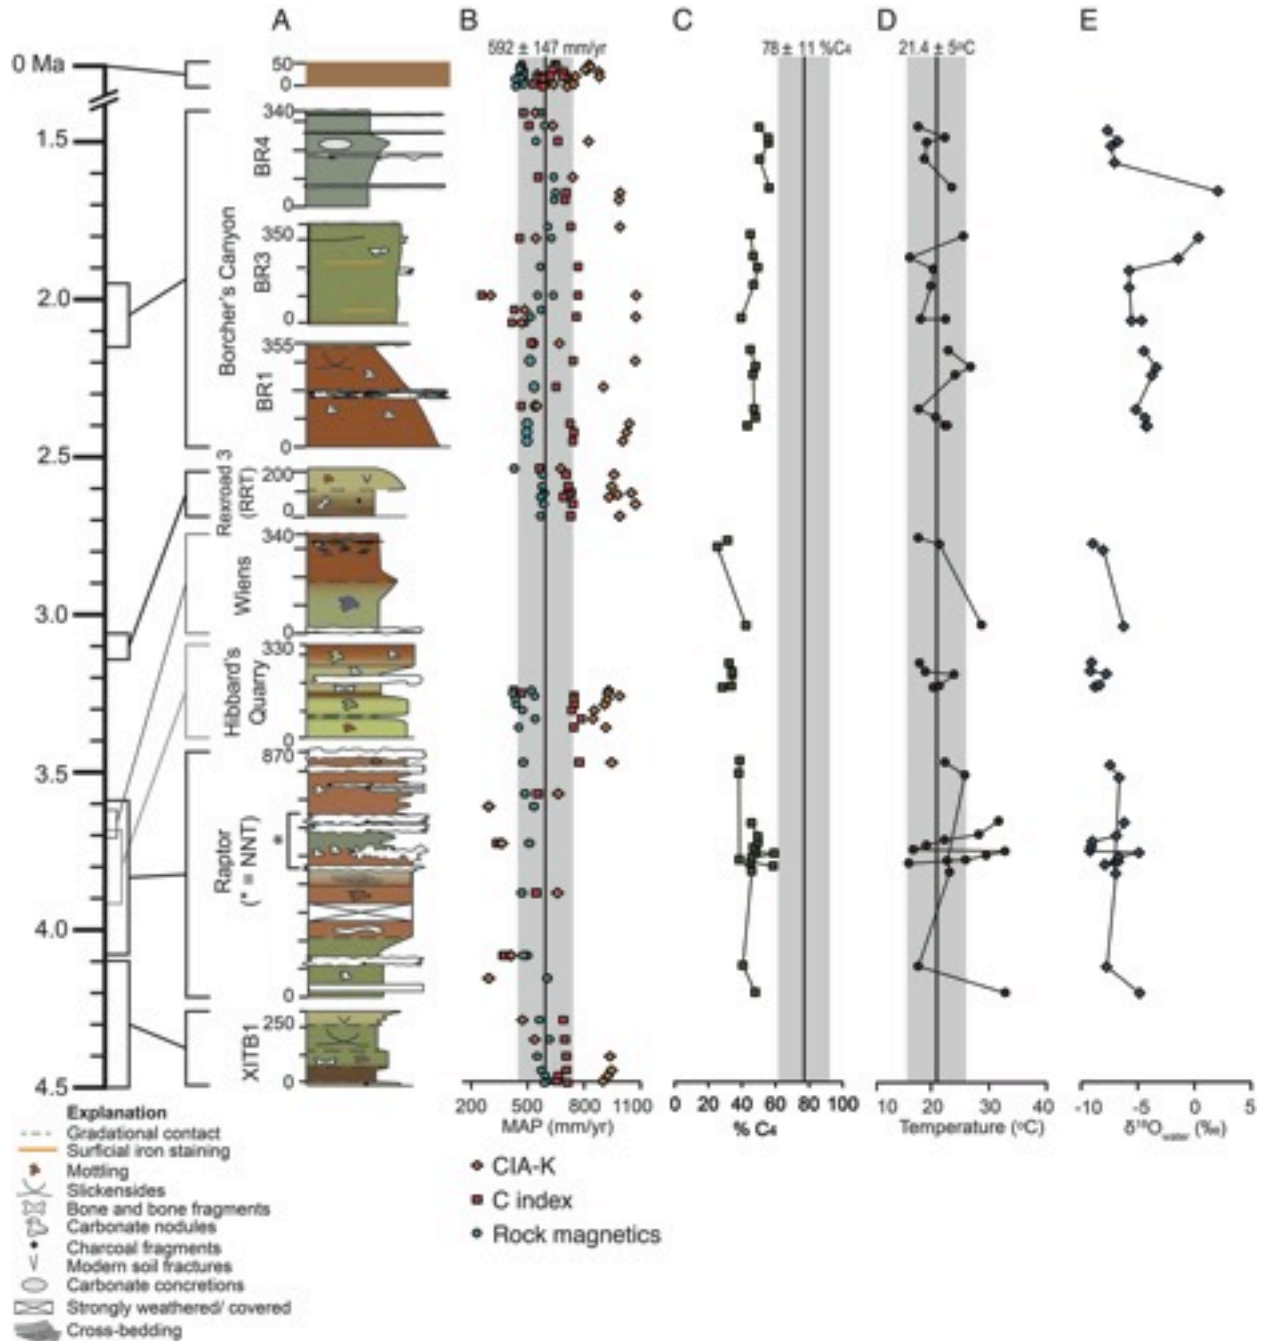 A
B
C
D
E
592 ± 147 mm/yr
78 ± 11 %C4
21.4 ± 5ºC
0 Ma
1.5
2.0
2.5
3.0
3.5
4.0
4.5
50
0
BR4
340
0
Borcher's Canyon
BR3
350
0
BR1
355
0
Rexroad 3
(RRT)
200
0
Wiens
340
0
Hibbard's
Quarry
330
0
Raptor
(* = NNT)
*
870
0
XITB1
250
0
200 500 800 1100
MAP (mm/yr)
0 20 40 60 80 100
% C4
10 20 30 40
Temperature (ºC)
-10 -5 0 5
δ18Owater (‰)
CIA-K
C index
Rock magnetics
Explanation
Gradational contact
Surficial iron staining
Mottling
Slickensides
Bone and bone fragments
Carbonate nodules
Charcoal fragments
Modern soil fractures
Carbonate concretions
Strongly weathered/ covered
Cross-bedding